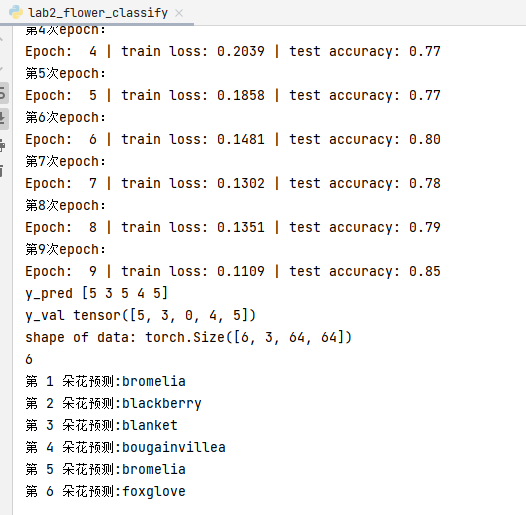 lab2_flower_classify
第4次epoch:
Epoch:  4 | train loss: 0.2039 | test accuracy: 0.77
第5次epoch:
Epoch:  5 | train loss: 0.1858 | test accuracy: 0.77
第6次epoch:
Epoch:  6 | train loss: 0.1481 | test accuracy: 0.80
第7次epoch:
Epoch:  7 | train loss: 0.1302 | test accuracy: 0.78
第8次epoch:
Epoch:  8 | train loss: 0.1351 | test accuracy: 0.79
第9次epoch:
Epoch:  9 | train loss: 0.1109 | test accuracy: 0.85
y_pred [5 3 5 4 5]
y_val tensor([5, 3, 0, 4, 5])
shape of data: torch.Size([6, 3, 64, 64])
6
第 1 朵花预测:bromelia
第 2 朵花预测:blackberry
第 3 朵花预测:blanket
第 4 朵花预测:bougainvillea
第 5 朵花预测:bromelia
第 6 朵花预测:foxglove